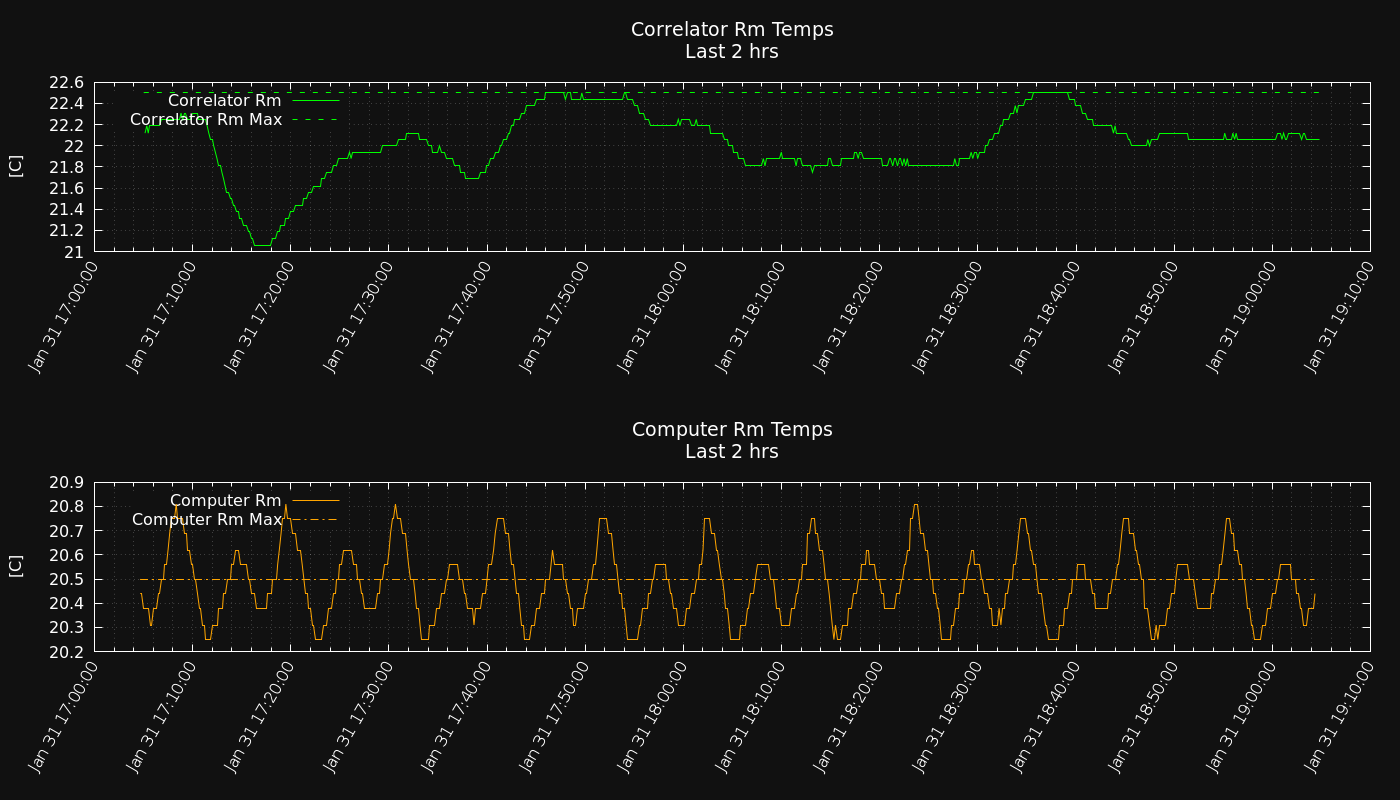 Correlator Rm Temps
Last 2 hrs
22.6
22.4
22.2
22
21.8
21.6
21.4
21.2
21
[C]
Correlator Rm
Correlator Rm Max
Jan 31 17:00:00
Jan 31 17:10:00
Jan 31 17:20:00
Jan 31 17:30:00
Jan 31 17:40:00
Jan 31 17:50:00
Jan 31 18:00:00
Jan 31 18:10:00
Jan 31 18:20:00
Jan 31 18:30:00
Jan 31 18:40:00
Jan 31 18:50:00
Jan 31 19:00:00
Jan 31 19:10:00
Computer Rm Temps
Last 2 hrs
20.9
20.8
20.7
20.6
20.5
20.4
20.3
20.2
[C]
Computer Rm
Computer Rm Max
Jan 31 17:00:00
Jan 31 17:10:00
Jan 31 17:20:00
Jan 31 17:30:00
Jan 31 17:40:00
Jan 31 17:50:00
Jan 31 18:00:00
Jan 31 18:10:00
Jan 31 18:20:00
Jan 31 18:30:00
Jan 31 18:40:00
Jan 31 18:50:00
Jan 31 19:00:00
Jan 31 19:10:00